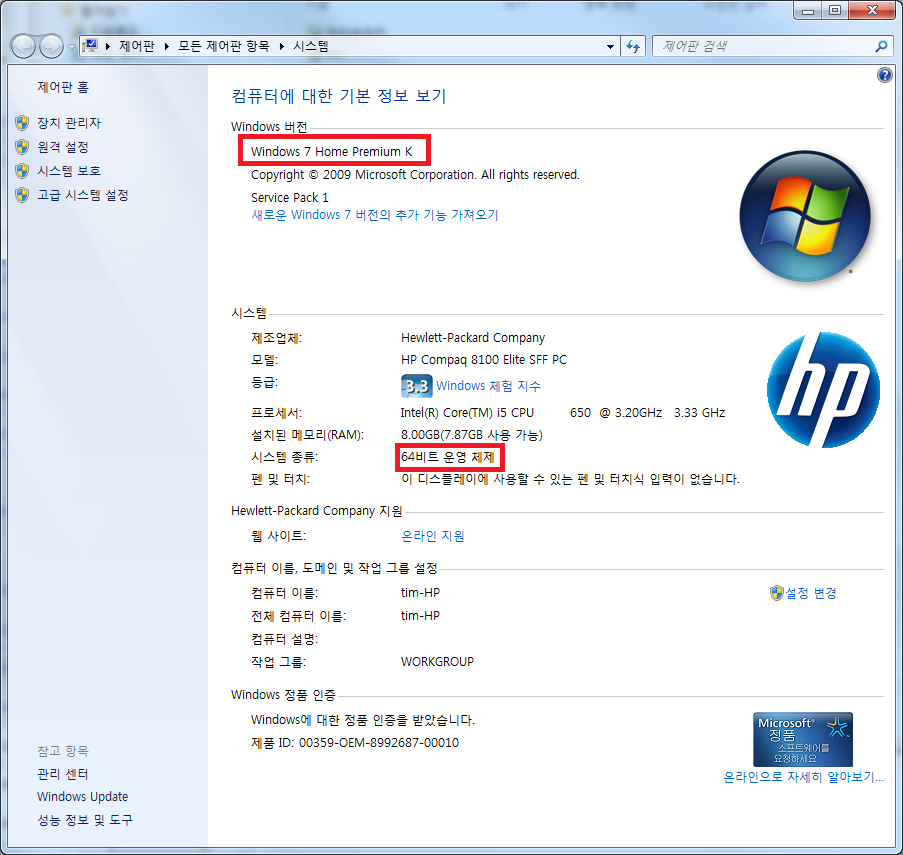 제어판 ▸ 모든 제어판 항목 ▸ 시스템
제어판 검색
제어판 홈
장치 관리자
원격 설정
시스템 보호
고급 시스템 설정
컴퓨터에 대한 기본 정보 보기
Windows 버전
Windows 7 Home Premium K
Copyright © 2009 Microsoft Corporation. All rights reserved.
Service Pack 1
새로운 Windows 7 버전의 추가 기능 가져오기
시스템
제조업체: Hewlett-Packard Company
모델: HP Compaq 8100 Elite SFF PC
등급: 3.3 Windows 체험 지수
프로세서: Intel(R) Core(TM) i5 CPU 650 @ 3.20GHz 3.33 GHz
설치된 메모리(RAM): 8.00GB(7.87GB 사용 가능)
시스템 종류: 64비트 운영 체제
펜 및 터치: 이 디스플레이에 사용할 수 있는 펜 및 터치식 입력이 없습니다.
hp
Hewlett-Packard Company 지원
웹 사이트: 온라인 지원
컴퓨터 이름, 도메인 및 작업 그룹 설정
컴퓨터 이름: tim-HP
설정 변경
전체 컴퓨터 이름: tim-HP
컴퓨터 설명:
작업 그룹: WORKGROUP
Windows 정품 인증
Windows에 대한 정품 인증을 받았습니다.
제품 ID: 00359-OEM-8992687-00010
Microsoft®
정품
소프트웨어를
요청하세요
온라인으로 자세히 알아보기...
참고 항목
관리 센터
Windows Update
성능 정보 및 도구